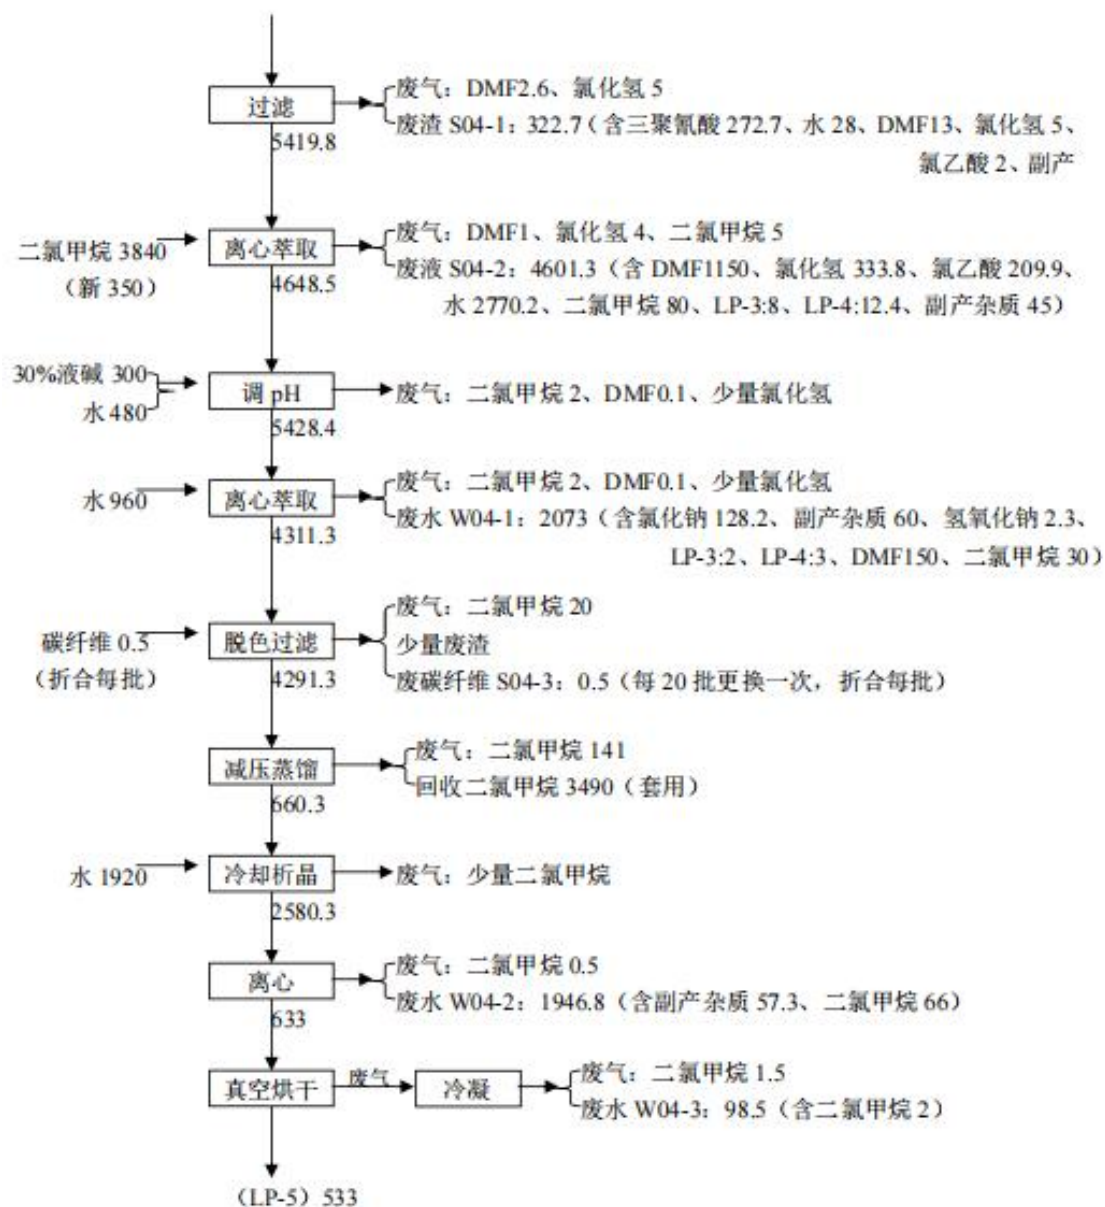 过滤
废气：DMF2.6、氯化氢 5
废渣 S04-1：322.7（含三聚氰酸 272.7、水 28、DMF13、氯化氢 5、
氯乙酸 2、副产
5419.8
二氯甲烷 3840
（新 350）
离心萃取
废气：DMF1、氯化氢 4、二氯甲烷 5
废液 S04-2：4601.3（含 DMF1150、氯化氢 333.8、氯乙酸 209.9、
水 2770.2、二氯甲烷 80、LP-3:8、LP-4:12.4、副产杂质 45）
4648.5
30%液碱 300
水 480
调 pH
废气：二氯甲烷 2、DMF0.1、少量氯化氢
5428.4
水 960
离心萃取
废气：二氯甲烷 2、DMF0.1、少量氯化氢
废水 W04-1：2073（含氯化钠 128.2、副产杂质 60、氢氧化钠 2.3、
LP-3:2、LP-4:3、DMF150、二氯甲烷 30）
4311.3
碳纤维 0.5
（折合每批）
脱色过滤
废气：二氯甲烷 20
少量废渣
废碳纤维 S04-3：0.5（每 20 批更换一次，折合每批）
4291.3
减压蒸馏
废气：二氯甲烷 141
回收二氯甲烷 3490（套用）
660.3
水 1920
冷却析晶
废气：少量二氯甲烷
2580.3
离心
废气：二氯甲烷 0.5
废水 W04-2：1946.8（含副产杂质 57.3、二氯甲烷 66）
633
真空烘干
废气
冷凝
废气：二氯甲烷 1.5
废水 W04-3：98.5（含二氯甲烷 2）
（LP-5）533